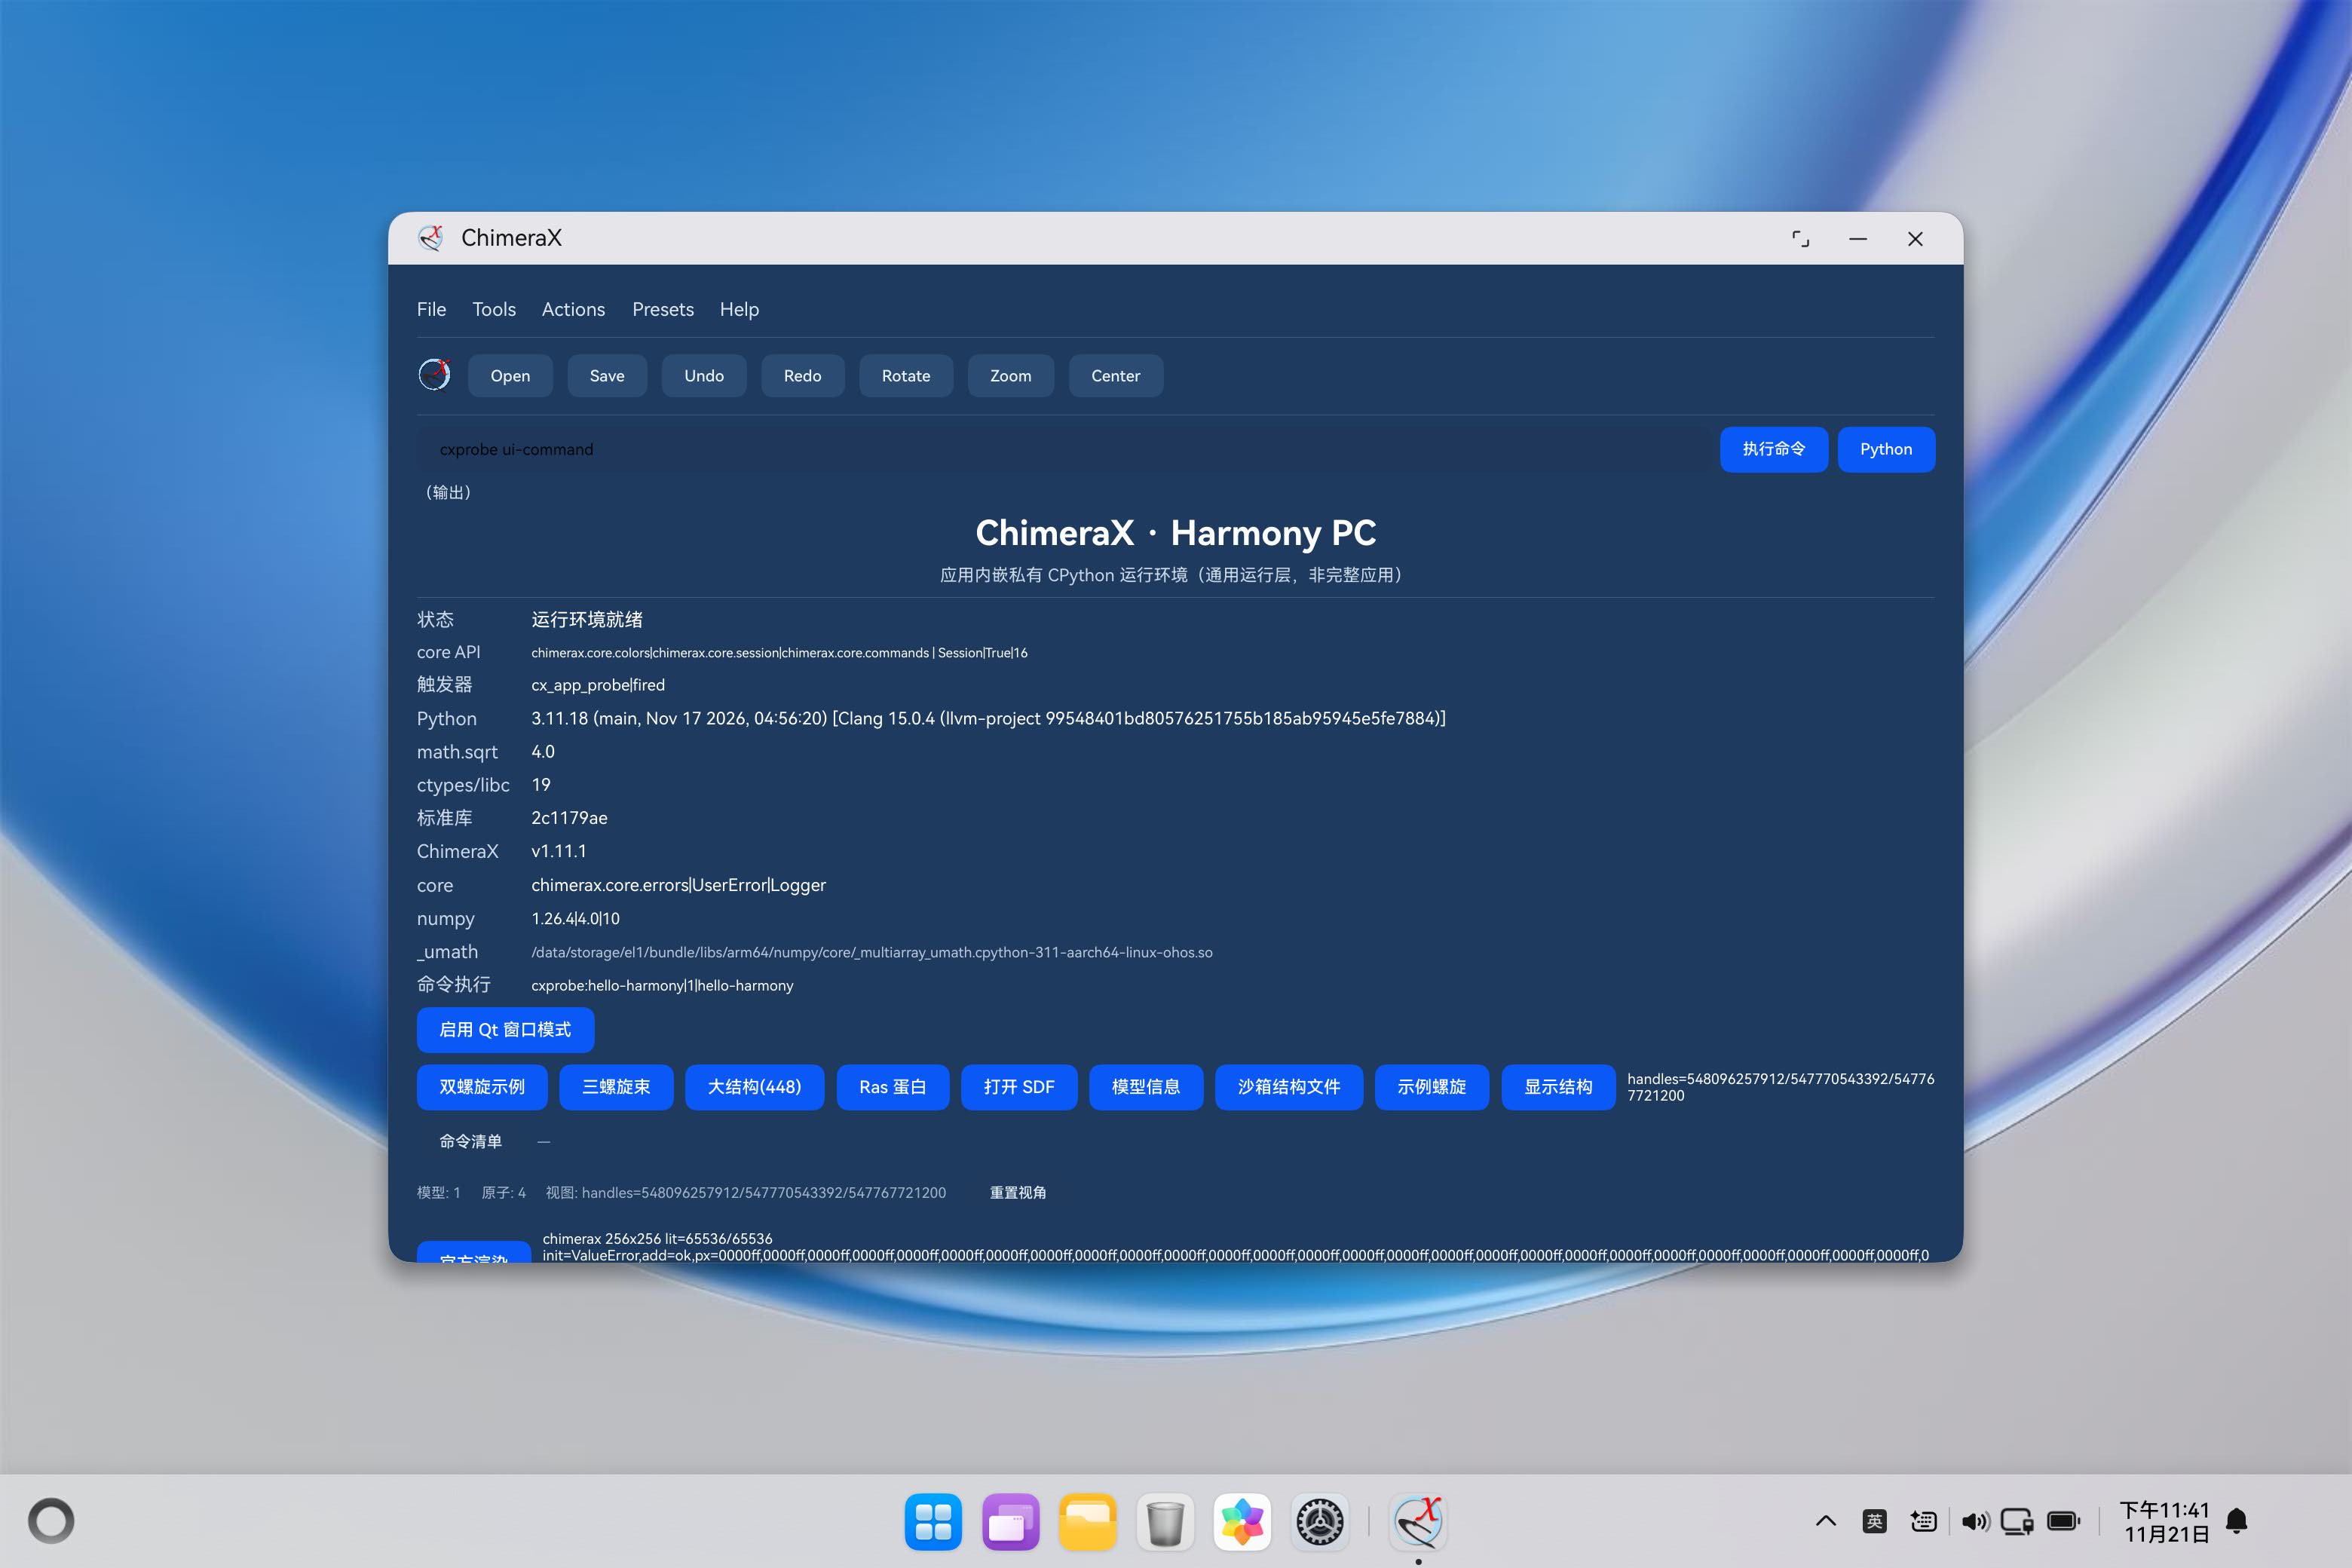 ChimeraX
File Tools Actions Presets Help
Open Save Undo Redo Rotate Zoom Center
cxprobe ui-command 执行命令 Python
（输出）
ChimeraX · Harmony PC
应用内嵌私有 CPython 运行环境（通用运行层，非完整应用）
状态 运行环境就绪
core API chimerax.core.colors|chimerax.core.session|chimerax.core.commands | Session|True|16
触发器 cx_app_probe|fired
Python 3.11.18 (main, Nov 17 2026, 04:56:20) [Clang 15.0.4 (llvm-project 99548401bd80576251755b185ab95945e5fe7884)]
math.sqrt 4.0
ctypes/libc 19
标准库 2c1179ae
ChimeraX v1.11.1
core chimerax.core.errors|UserError|Logger
numpy 1.26.4|4.0|10
_umath /data/storage/el1/bundle/libs/arm64/numpy/core/_multiarray_umath.cpython-311-aarch64-linux-ohos.so
命令执行 cxprobe:hello-harmony|1|hello-harmony
启用 Qt 窗口模式
双螺旋示例 三螺旋束 大结构(448) Ras 蛋白 打开 SDF 模型信息 沙箱结构文件 示例螺旋 显示结构 handles=548096257912/547770543392/54776
7721200
命令清单 —
模型: 1 原子: 4 视图: handles=548096257912/547770543392/547767721200 重置视角
chimerax 256x256 lit=65536/65536
官方渲染 init=ValueError,add=ok,px=0000ff,0000ff,0000ff,0000ff,0000ff,0000ff,0000ff,0000ff,0000ff,0000ff,0000ff,0000ff,0000ff,0000ff,0000ff,0000ff,0000ff,0000ff,0000ff,0000ff,0000ff,0000ff,0000ff,0000ff,0000ff,0000ff,0
英 下午11:41
11月21日